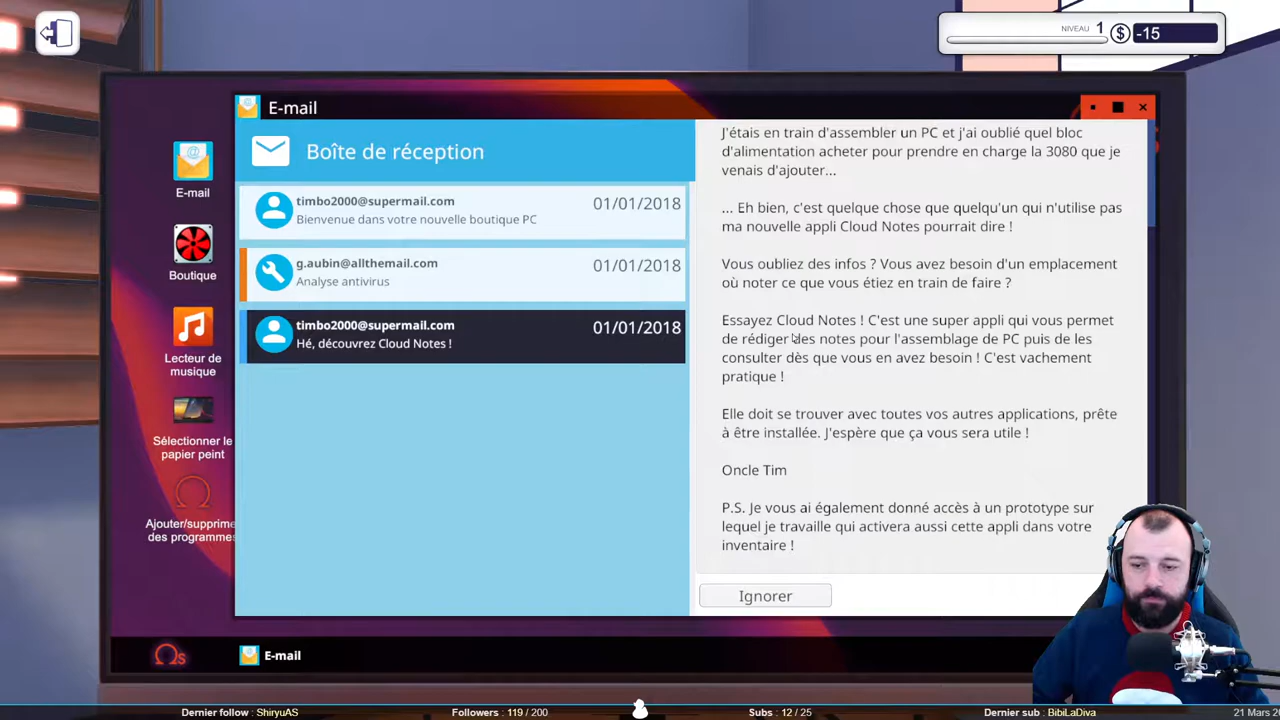 NIVEAU 1 $ -15
E-mail
Boîte de réception
timbo2000@supermail.com 01/01/2018
Bienvenue dans votre nouvelle boutique PC
g.aubin@allthemail.com 01/01/2018
Analyse antivirus
timbo2000@supermail.com 01/01/2018
Hé, découvrez Cloud Notes !
J'étais en train d'assembler un PC et j'ai oublié quel bloc
d'alimentation acheter pour prendre en charge la 3080 que je
venais d'ajouter...
... Eh bien, c'est quelque chose que quelqu'un qui n'utilise pas
ma nouvelle appli Cloud Notes pourrait dire !
Vous oubliez des infos ? Vous avez besoin d'un emplacement
où noter ce que vous étiez en train de faire ?
Essayez Cloud Notes ! C'est une super appli qui vous permet
de rédiger des notes pour l'assemblage de PC puis de les
consulter dès que vous en avez besoin ! C'est vachement
pratique !
Elle doit se trouver avec toutes vos autres applications, prête
à être installée. J'espère que ça vous sera utile !
Oncle Tim
P.S. Je vous ai également donné accès à un prototype sur
lequel je travaille qui activera aussi cette appli dans votre
inventaire !
Ignorer
E-mail
Boutique
Lecteur de
musique
Sélectionner le
papier peint
Ajouter/supprime
des programmes
Ωs
E-mail
Dernier follow : ShiryuAS Followers : 119 / 200 Subs : 12 / 25 Dernier sub : BibiLaDiva 21 Mars